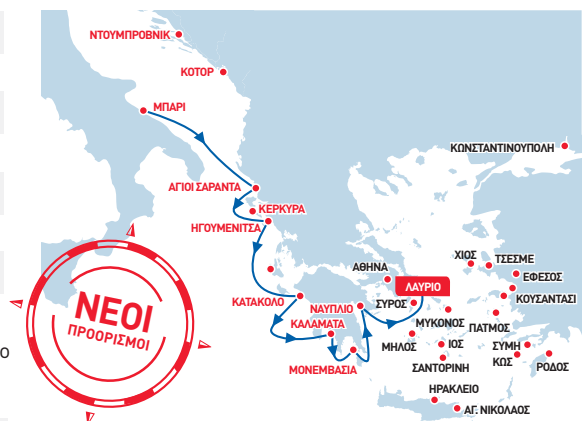 ΝΤΟΥΜΠΡΟΒΝΙΚ
ΚΟΤΟΡ
ΜΠΑΡΙ
ΚΩΝΣΤΑΝΤΙΝΟΥΠΟΛΗ
ΑΓΙΟΙ ΣΑΡΑΝΤΑ
ΚΕΡΚΥΡΑ
ΗΓΟΥΜΕΝΙΤΣΑ
ΧΙΟΣ
ΤΣΕΣΜΕ
ΑΘΗΝΑ
ΕΦΕΣΟΣ
ΛΑΥΡΙΟ
ΚΟΥΣΑΝΤΑΣΙ
ΚΑΤΑΚΟΛΟ
ΝΑΥΠΛΙΟ
ΣΥΡΟΣ
ΚΑΛΑΜΑΤΑ
ΜΥΚΟΝΟΣ
ΠΑΤΜΟΣ
ΜΗΛΟΣ
ΙΟΣ
ΣΥΜΗ
ΚΩΣ
ΜΟΝΕΜΒΑΣΙΑ
ΣΑΝΤΟΡΙΝΗ
ΡΟΔΟΣ
ΗΡΑΚΛΕΙΟ
ΑΓ. ΝΙΚΟΛΑΟΣ
ΝΕΟΙ
ΠΡΟΟΡΙΣΜΟΙ
ο